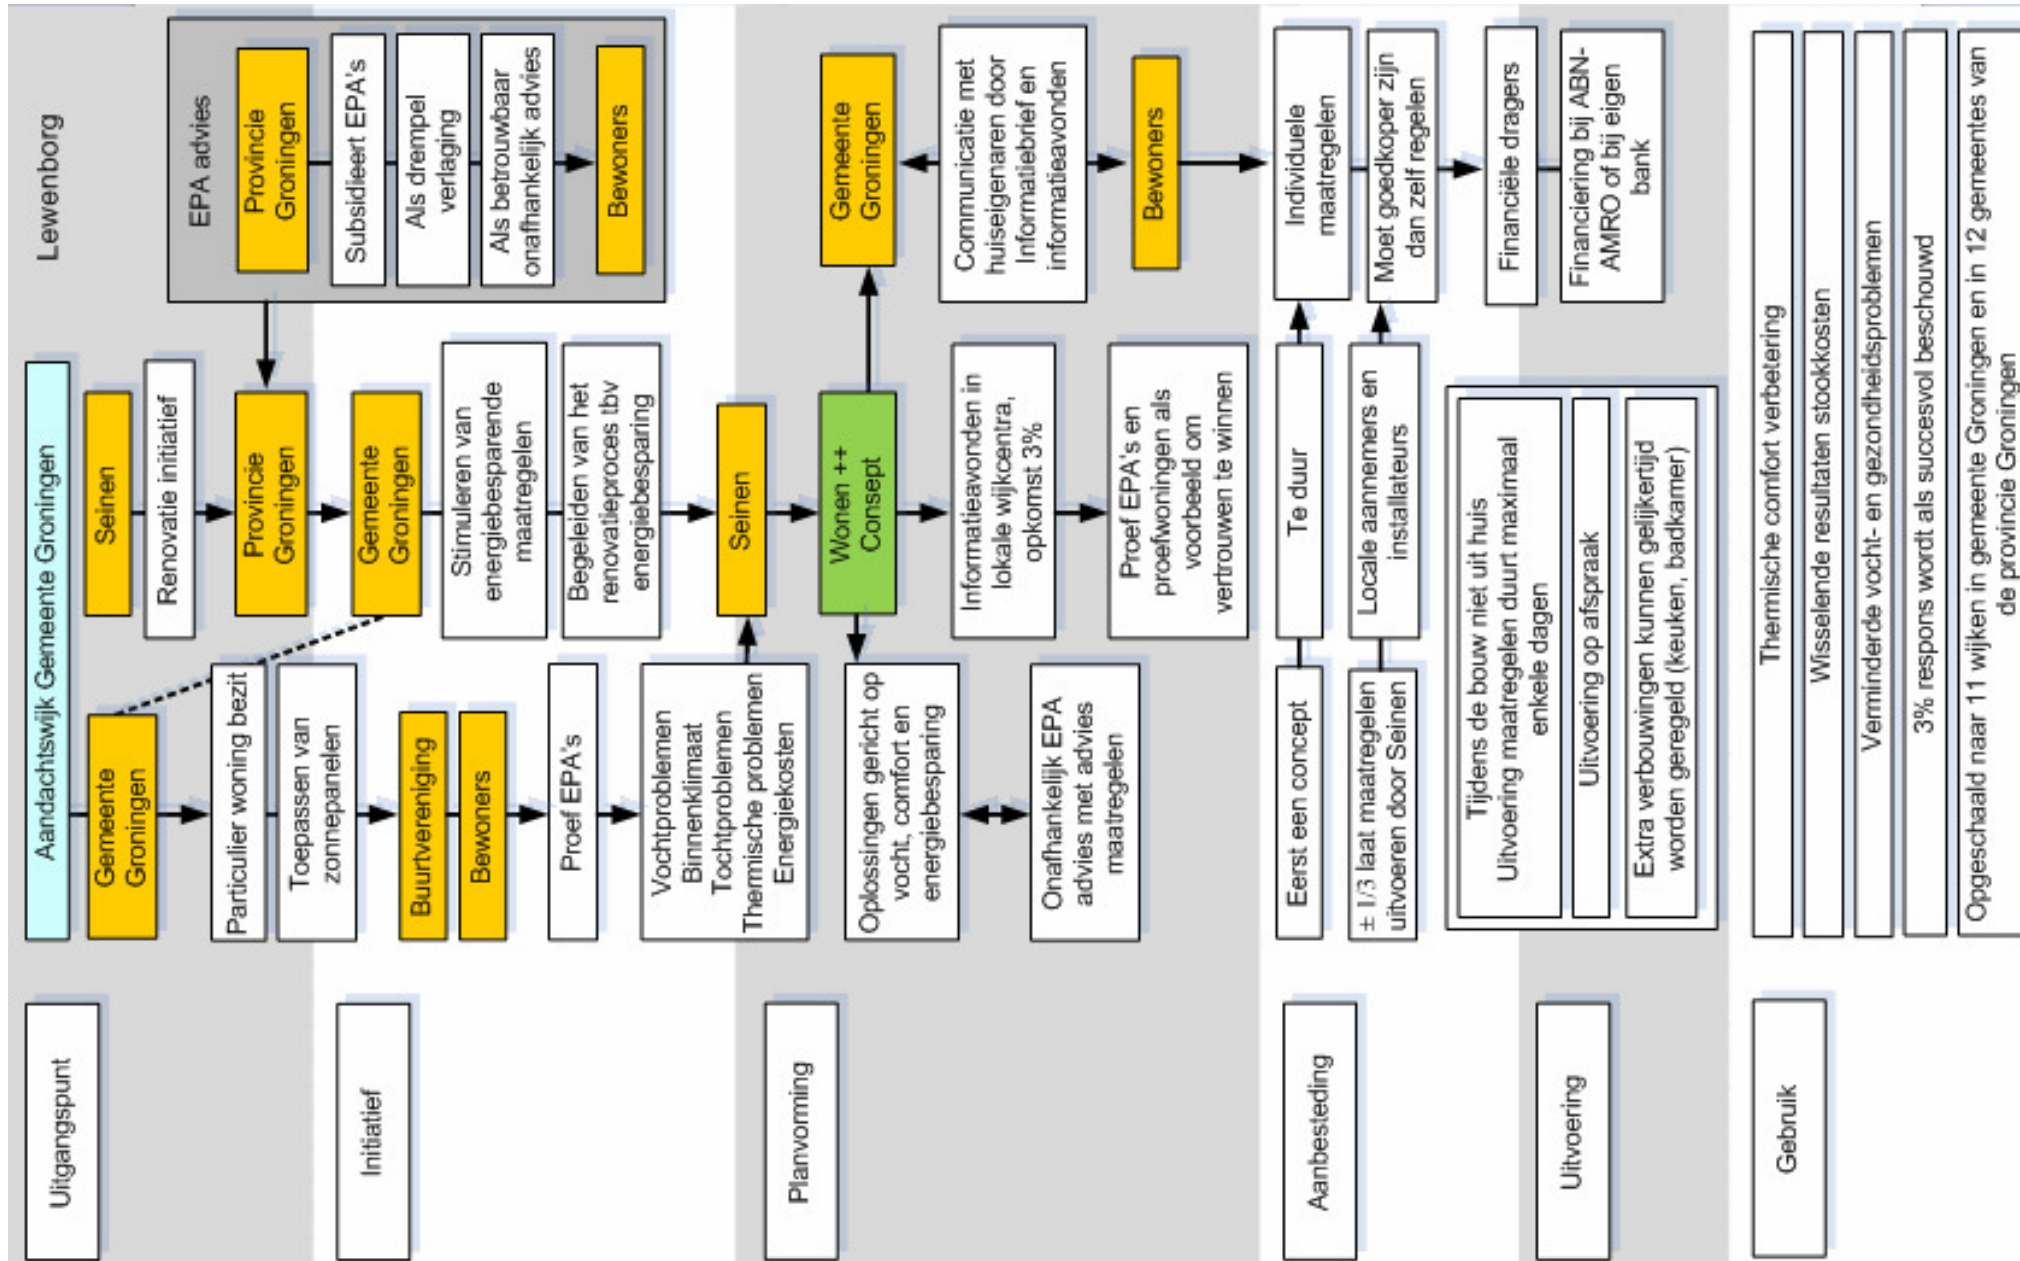 Lewenborg
Uitgangspunt
Aandachtswijk Gemeente Groningen
Gemeente
Groningen
Particulier woning bezit
Toepassen van
zonnepanelen
Seinen
Renovatie initiatief
Provincie
Groningen
EPA advies
Provincie
Groningen
Subsidieert EPA's
Als drempel
verlaging
Als betrouwbaar
onafhankelijk advies
Bewoners
Initiatief
Buurtvereniging
Bewoners
Proef EPA's
Vochtproblemen
Binnenklimaat
Tochtproblemen
Themische problemen
Energiekosten
Gemeente
Groningen
Stimuleren van
energiebesparende
maatregelen
Begeleiden van het
renovatieproces tbv
energiebesparing
Seinen
Planvorming
Wonen ++
Consept
Oplossingen gericht op
vocht, comfort en
energiebesparing
Onafhankelijk EPA
advies met advies
maatregelen
Informatieavonden in
lokale wijkcentra,
opkomst 3%
Proef EPA's en
proefwoningen als
voorbeeld om
vertrouwen te winnen
Gemeente
Groningen
Communicatie met
huiseigenaren door
Informatiebrief en
informatieavonden
Bewoners
Aanbesteding
Eerst een concept
Te duur
Individuele
maatregelen
± 1/3 laat maatregelen
uitvoeren door Seinen
Locale aannemers en
installateurs
Moet goedkoper zijn
dan zelf regelen
Financiële dragers
Financiering bij ABN-
AMRO of bij eigen
bank
Uitvoering
Tijdens de bouw niet uit huis
Uitvoering maatregelen duurt maximaal
enkele dagen
Uitvoering op afspraak
Extra verbouwingen kunnen gelijkertijd
worden geregeld (keuken, badkamer)
Gebruik
Thermische comfort verbetering
Wisselende resultaten stookkosten
Verminderde vocht- en gezondheidsproblemen
3% respons wordt als succesvol beschouwd
Opgeschaald naar 11 wijken in gemeente Groningen en in 12 gemeentes van
de provincie Groningen